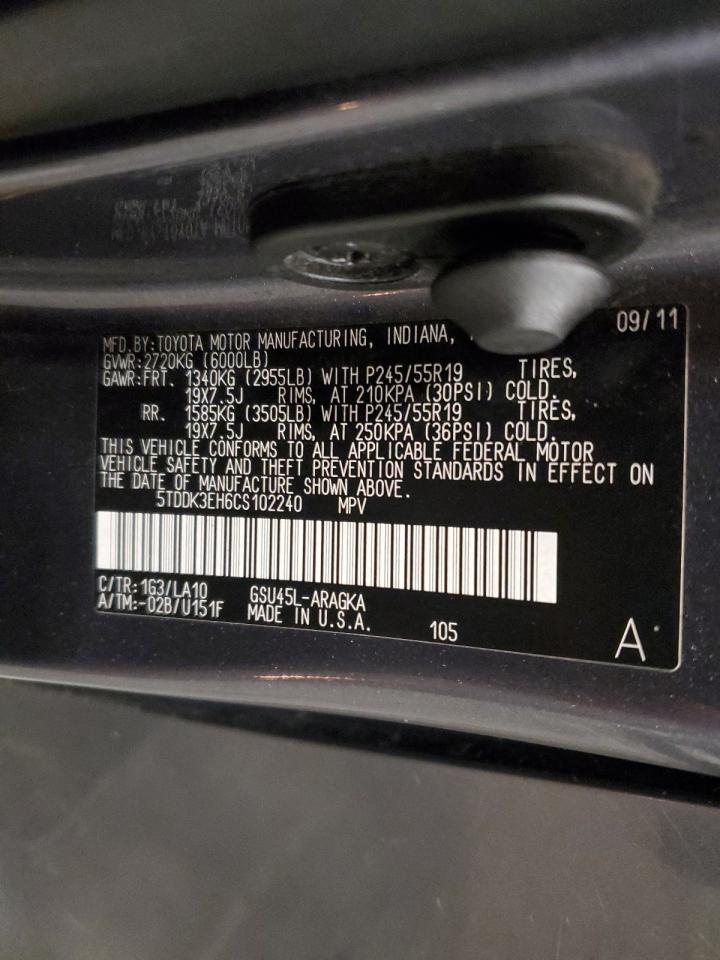 09/11
MFD.BY:TOYOTA MOTOR MANUFACTURING, INDIANA,
GVWR:2720KG (6000LB)
GAWR:FRT. 1340KG (2955LB) WITH P245/55R19 TIRES,
19X7.5J RIMS, AT 210KPA (30PSI) COLD.
RR. 1585KG (3505LB) WITH P245/55R19 TIRES,
19X7.5J RIMS, AT 250KPA (36PSI) COLD.
THIS VEHICLE CONFORMS TO ALL APPLICABLE FEDERAL MOTOR
VEHICLE SAFETY AND THEFT PREVENTION STANDARDS IN EFFECT ON
THE DATE OF MANUFACTURE SHOWN ABOVE.
5TDDK3EH6CS102240 MPV
C/TR:1G3/LA10 GSU45L-ARAGKA
A/TM:-02B/U151F MADE IN U.S.A. 105 A